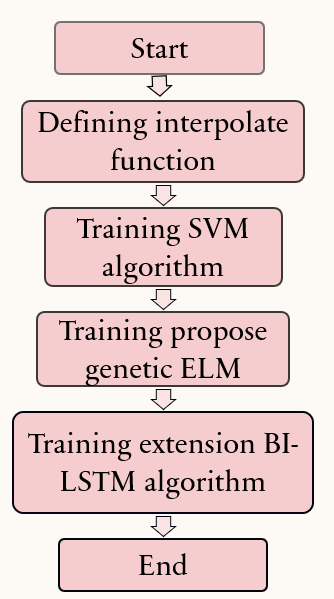 Start
Defining interpolate
function
Training SVM
algorithm
Training propose
genetic ELM
Training extension BI-
LSTM algorithm
End